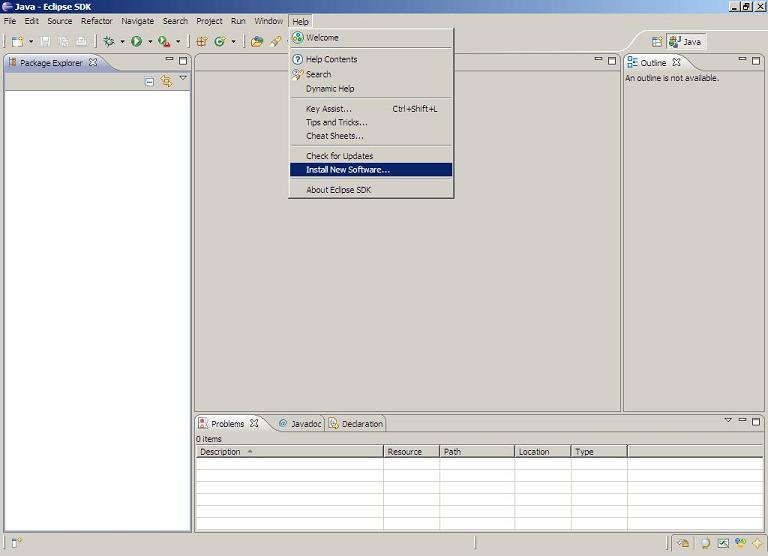 Java - Eclipse SDK
File Edit Source Refactor Navigate Search Project Run Window Help
Java
Package Explorer
Welcome
Help Contents
Search
Dynamic Help
Key Assist... Ctrl+Shift+L
Tips and Tricks...
Cheat Sheets...
Check for Updates
Install New Software...
About Eclipse SDK
Outline
An outline is not available.
Problems @ Javadoc Declaration
0 items
Description Resource Path Location Type